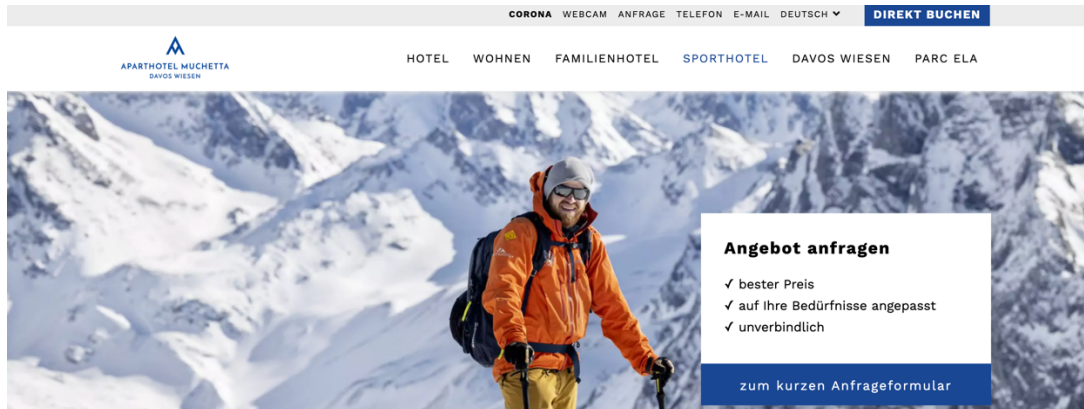 CORONA WEBCAM ANFRAGE TELEFON E-MAIL DEUTSCH DIREKT BUCHEN
APARTHOTEL MUCHETTA
DAVOS WIESEN
HOTEL WOHNEN FAMILIENHOTEL SPORTHOTEL DAVOS WIESEN PARC ELA
Angebot anfragen
✓ bester Preis
✓ auf Ihre Bedürfnisse angepasst
✓ unverbindlich
zum kurzen Anfrageformular